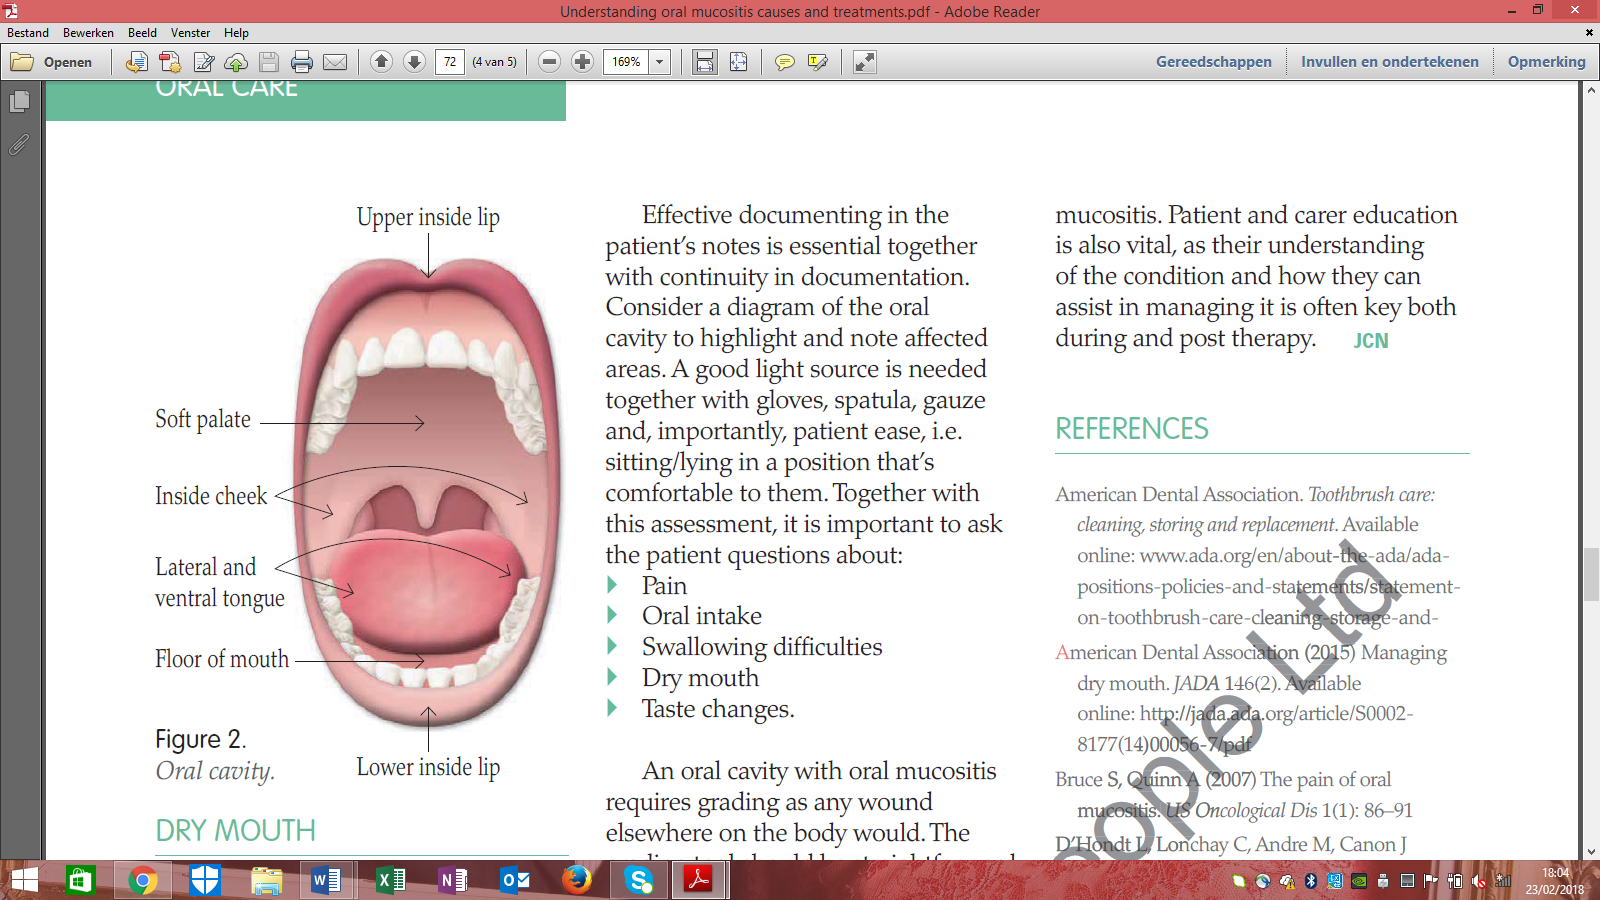 Understanding oral mucositis causes and treatments.pdf - Adobe Reader
Bestand Bewerken Beeld Venster Help
Openen 72 (4 van 5) 169% Gereedschappen Invullen en ondertekenen Opmerking
ORAL CARE
Upper inside lip
Soft palate
Inside cheek
Lateral and
ventral tongue
Floor of mouth
Lower inside lip
Figure 2.
Oral cavity.
DRY MOUTH
Effective documenting in the
patient's notes is essential together
with continuity in documentation.
Consider a diagram of the oral
cavity to highlight and note affected
areas. A good light source is needed
together with gloves, spatula, gauze
and, importantly, patient ease, i.e.
sitting/lying in a position that's
comfortable to them. Together with
this assessment, it is important to ask
the patient questions about:
Pain
Oral intake
Swallowing difficulties
Dry mouth
Taste changes.
An oral cavity with oral mucositis
requires grading as any wound
elsewhere on the body would. The
mucositis. Patient and carer education
is also vital, as their understanding
of the condition and how they can
assist in managing it is often key both
during and post therapy. JCN
REFERENCES
American Dental Association. Toothbrush care:
cleaning, storing and replacement. Available
online: www.ada.org/en/about-the-ada/ada-
positions-policies-and-statements/statement-
on-toothbrush-care-cleaning-storage-and-
American Dental Association (2015) Managing
dry mouth. JADA 146(2). Available
online: http://jada.ada.org/article/S0002-
8177(14)00056-7/pdf
Bruce S, Quinn A (2007) The pain of oral
mucositis. US Oncological Dis 1(1): 86–91
D'Hondt L, Lonchay C, Andre M, Canon J
ople Ltd
18:04
23/02/2018